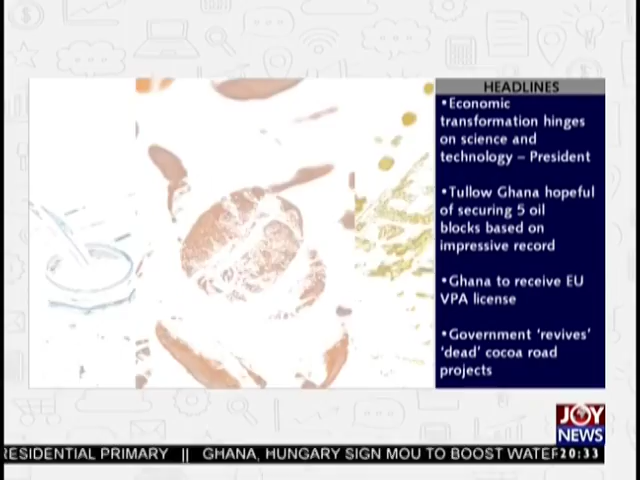 HEADLINES
•Economic
transformation hinges
on science and
technology – President
•Tullow Ghana hopeful
of securing 5 oil
blocks based on
impressive record
•Ghana to receive EU
VPA license
•Government ‘revives’
‘dead’ cocoa road
projects
JOY
NEWS
RESIDENTIAL PRIMARY || GHANA, HUNGARY SIGN MOU TO BOOST WATER 20:33